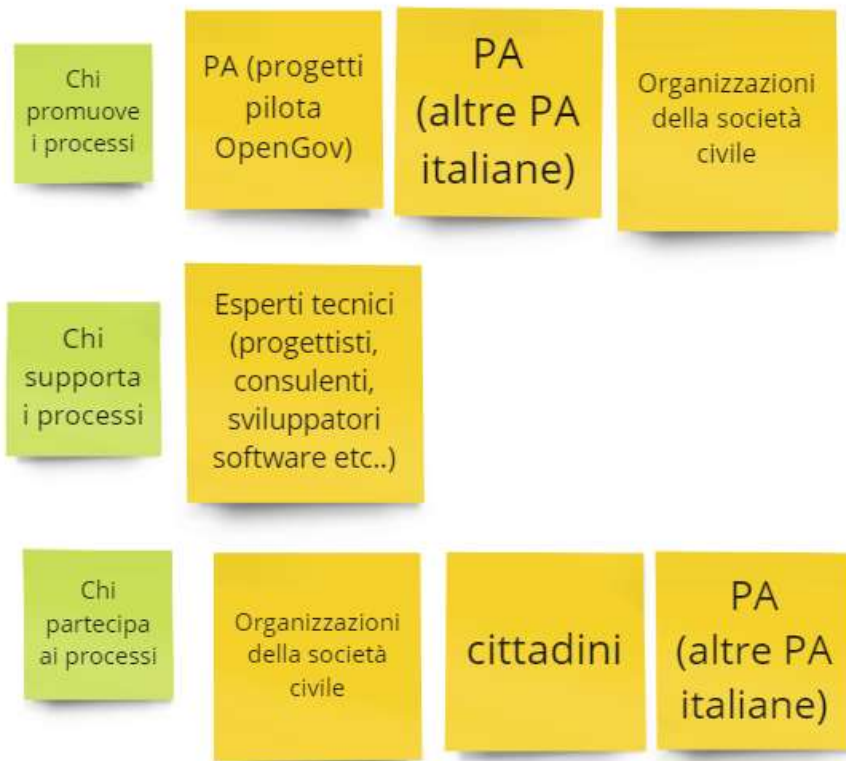 Chi
promuove
i processi
PA (progetti
pilota
OpenGov)
PA
(altre PA
italiane)
Organizzazioni
della società
civile
Chi
supporta
i processi
Esperti tecnici
(progettisti,
consulenti,
sviluppatori
software etc..)
Chi
partecipa
ai processi
Organizzazioni
della società
civile
cittadini
PA
(altre PA
italiane)